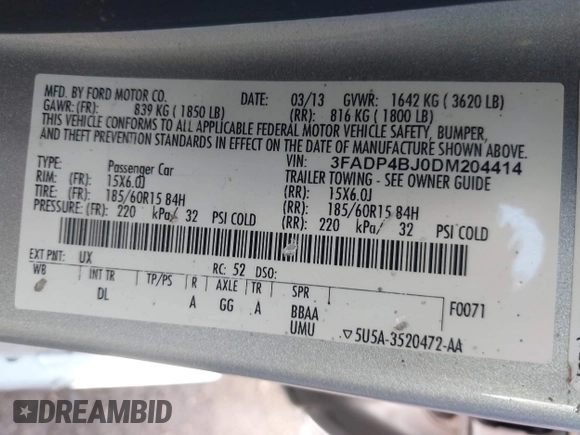 MFD. BY FORD MOTOR CO. DATE: 03/13 GVWR: 1642 KG ( 3620 LB)
GAWR: (FR): 839 KG ( 1850 LB) (RR): 816 KG ( 1800 LB)
THIS VEHICLE CONFORMS TO ALL APPLICABLE FEDERAL MOTOR VEHICLE SAFETY, BUMPER,
AND THEFT PREVENTION STANDARDS IN EFFECT ON THE DATE OF MANUFACTURE SHOWN ABOVE.
VIN: 3FADP4BJ0DM204414
TYPE: Passenger Car TRAILER TOWING - SEE OWNER GUIDE
RIM: (FR): 15X6.0J (RR): 15X6.0J
TIRE: (FR): 185/60R15 84H (RR): 185/60R15 84H
PRESSURE: (FR): 220 kPa/ 32 PSI COLD (RR): 220 kPa/ 32 PSI COLD
EXT PNT: UX RC: 52 DSO:
WB INT TR TP/PS R AXLE TR SPR F0071
DL A GG A BBAA
UMU ▽5U5A-3520472-AA
DREAMBID